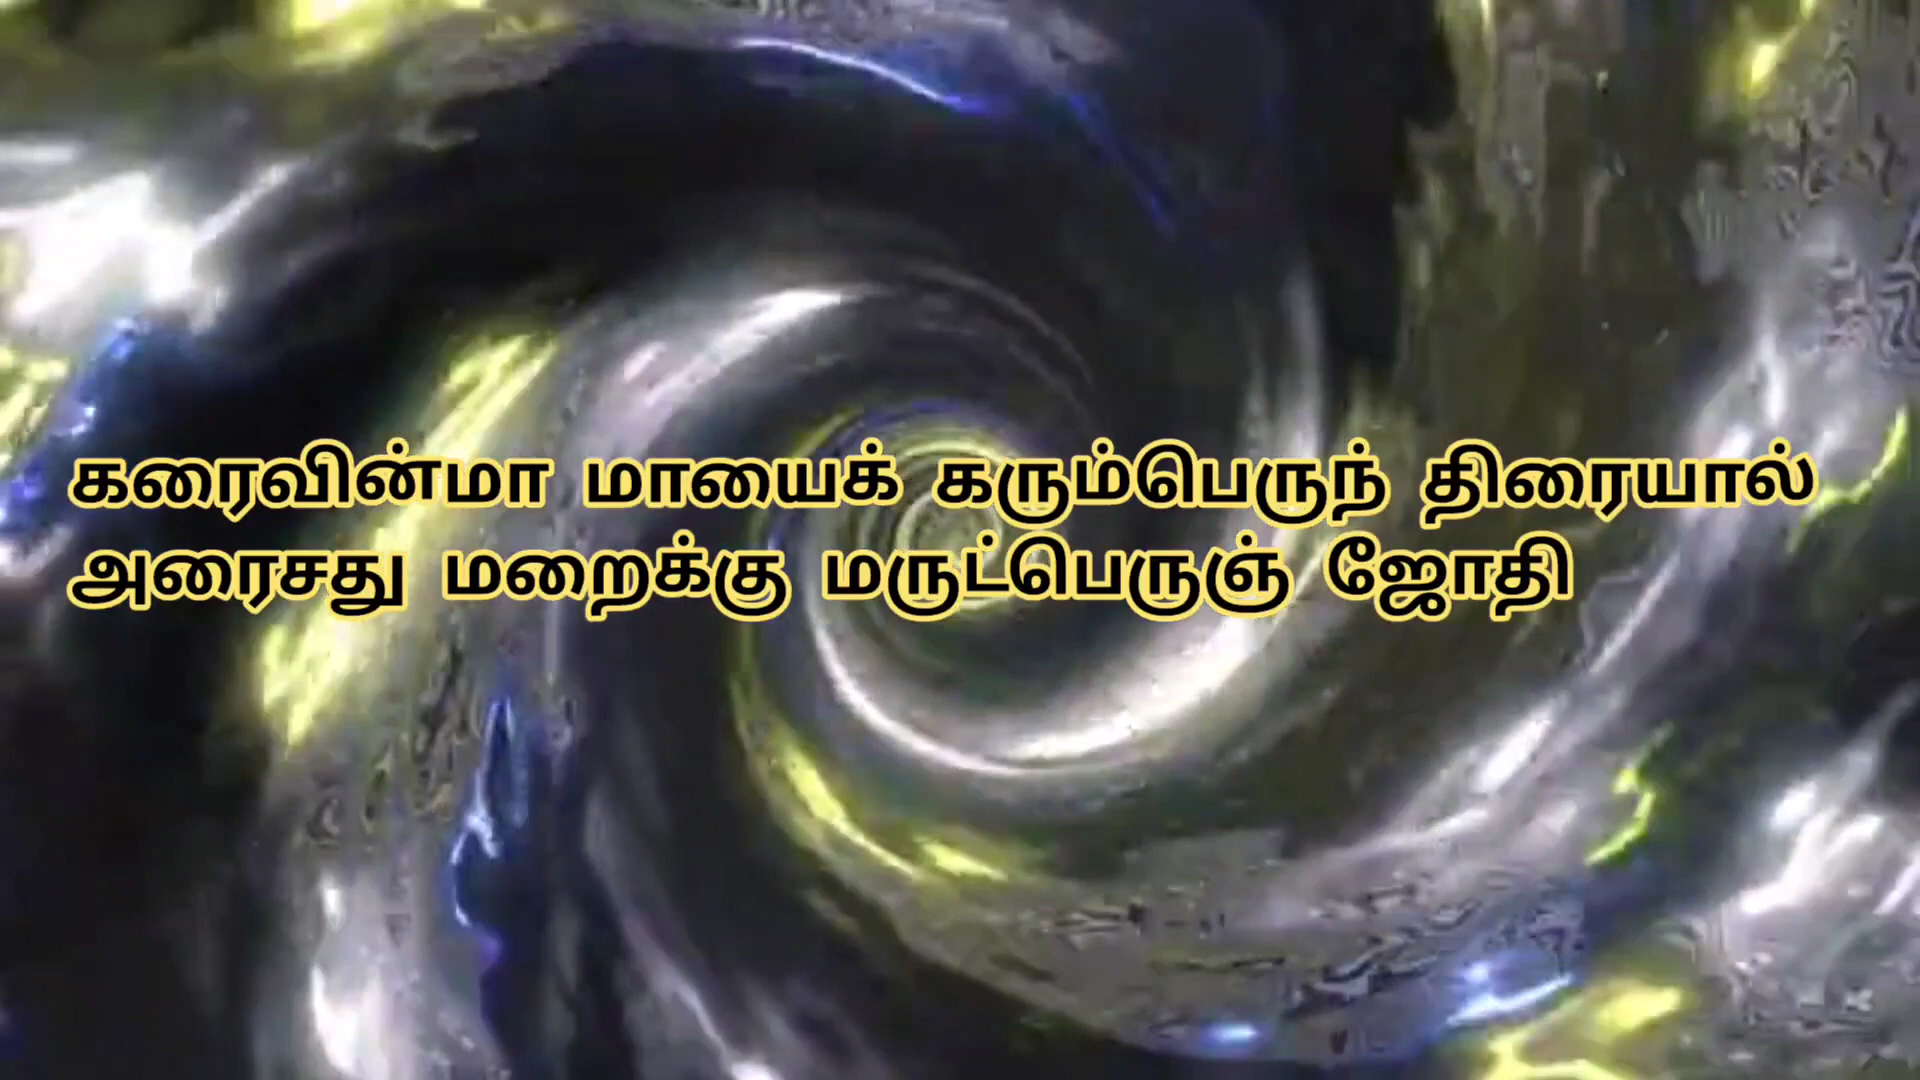 கரைவின்மா மாயைக் கரும்பெருந் திரையால்
அரைசது மறைக்கு மருட்பெருஞ் ஜோதி